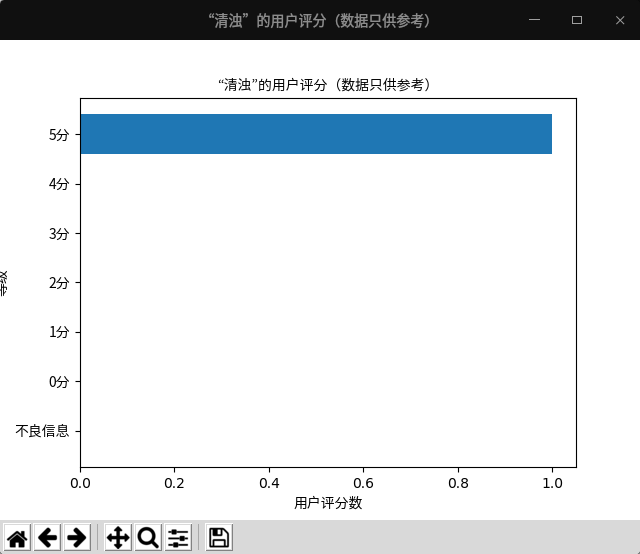 “清浊”的用户评分（数据只供参考）
“清浊”的用户评分（数据只供参考）
5分
4分
3分
2分
1分
0分
不良信息
等级
0.0 0.2 0.4 0.6 0.8 1.0
用户评分数